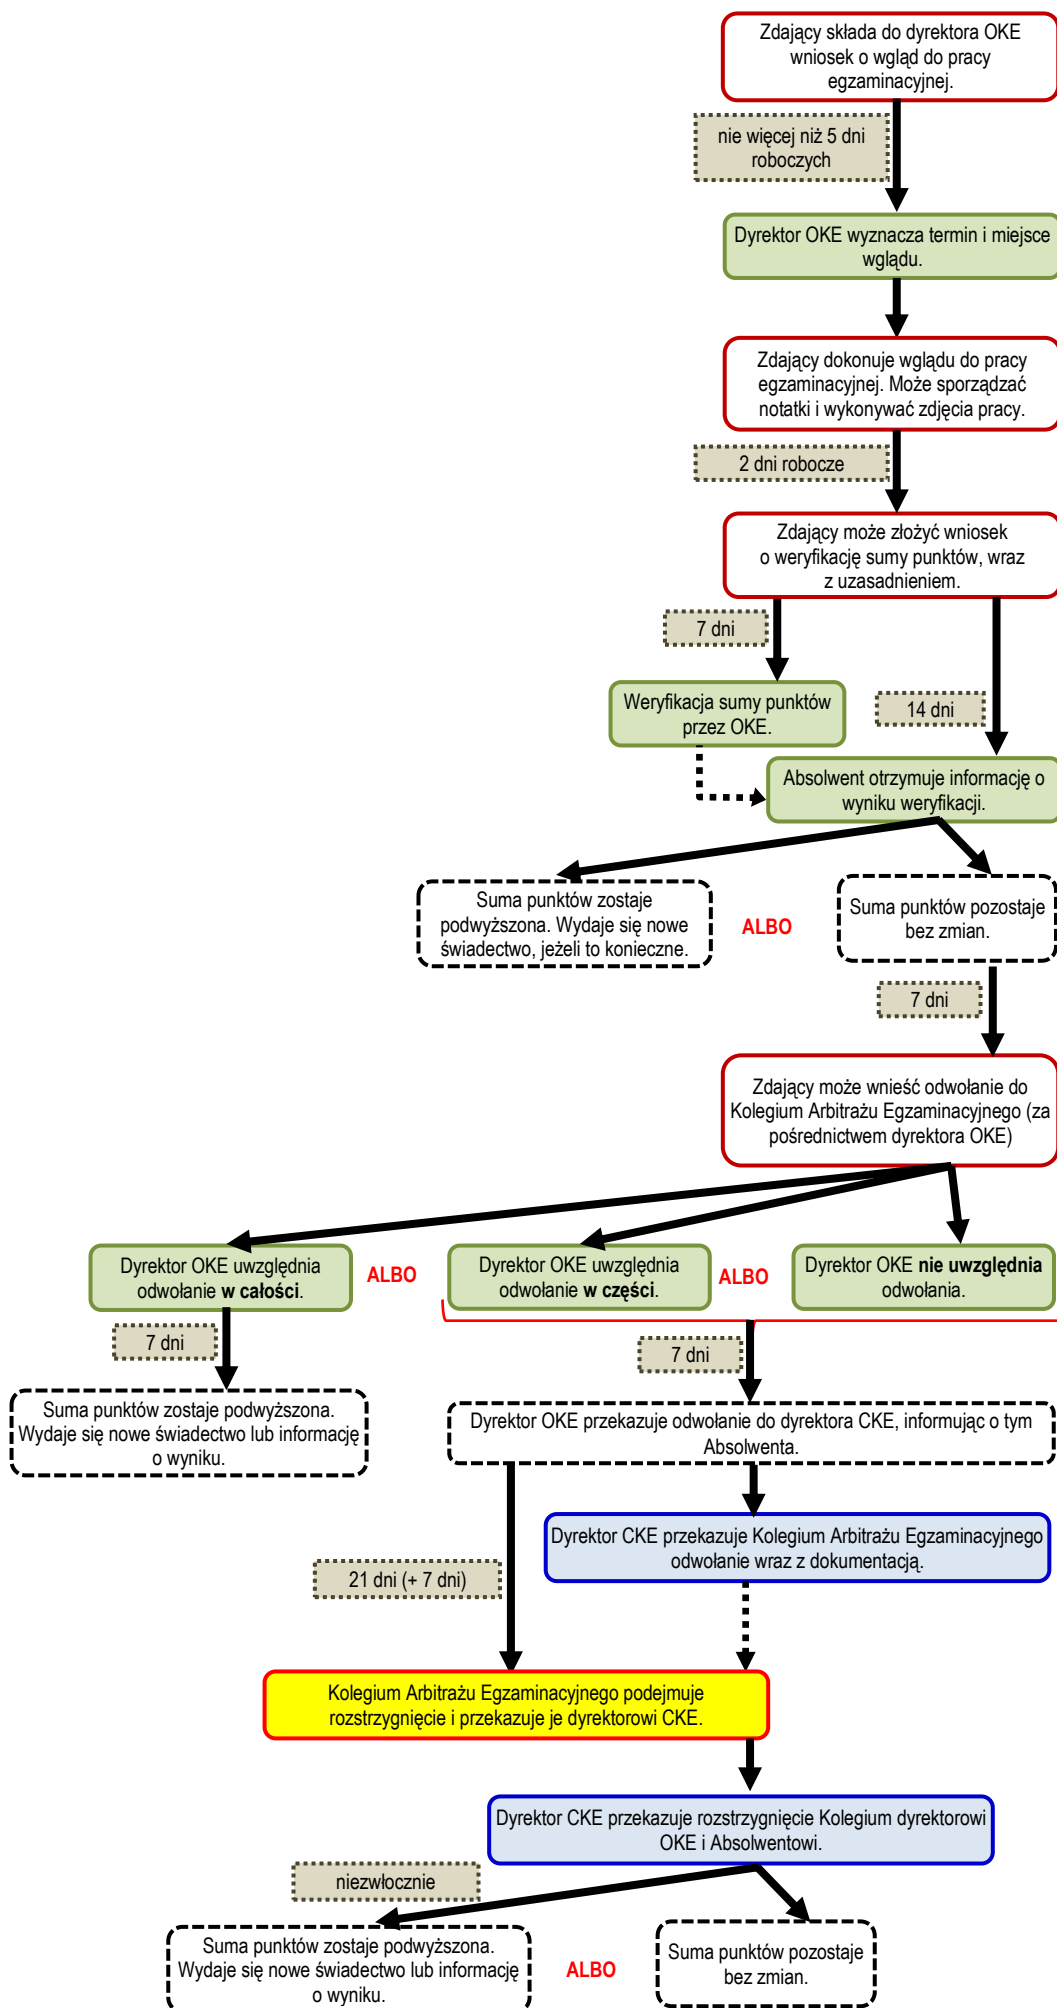 Zdający składa do dyrektora OKE
wniosek o wgląd do pracy
egzaminacyjnej.
nie więcej niż 5 dni
roboczych
Dyrektor OKE wyznacza termin i miejsce
wglądu.
Zdający dokonuje wglądu do pracy
egzaminacyjnej. Może sporządzać
notatki i wykonywać zdjęcia pracy.
2 dni robocze
Zdający może złożyć wniosek
o weryfikację sumy punktów, wraz
z uzasadnieniem.
7 dni
Weryfikacja sumy punktów
przez OKE.
14 dni
Absolwent otrzymuje informację o
wyniku weryfikacji.
Suma punktów zostaje
podwyższona. Wydaje się nowe
świadectwo, jeżeli to konieczne.
ALBO
Suma punktów pozostaje
bez zmian.
7 dni
Zdający może wnieść odwołanie do
Kolegium Arbitrażu Egzaminacyjnego (za
pośrednictwem dyrektora OKE)
Dyrektor OKE uwzględnia
odwołanie w całości.
ALBO
Dyrektor OKE uwzględnia
odwołanie w części.
ALBO
Dyrektor OKE nie uwzględnia
odwołania.
7 dni
7 dni
Suma punktów zostaje podwyższona.
Wydaje się nowe świadectwo lub informację
o wyniku.
Dyrektor OKE przekazuje odwołanie do dyrektora CKE, informując o tym
Absolwenta.
Dyrektor CKE przekazuje Kolegium Arbitrażu Egzaminacyjnego
odwołanie wraz z dokumentacją.
21 dni (+ 7 dni)
Kolegium Arbitrażu Egzaminacyjnego podejmuje
rozstrzygnięcie i przekazuje je dyrektorowi CKE.
Dyrektor CKE przekazuje rozstrzygnięcie Kolegium dyrektorowi
OKE i Absolwentowi.
niezwłocznie
Suma punktów zostaje podwyższona.
Wydaje się nowe świadectwo lub informację
o wyniku.
ALBO
Suma punktów pozostaje
bez zmian.